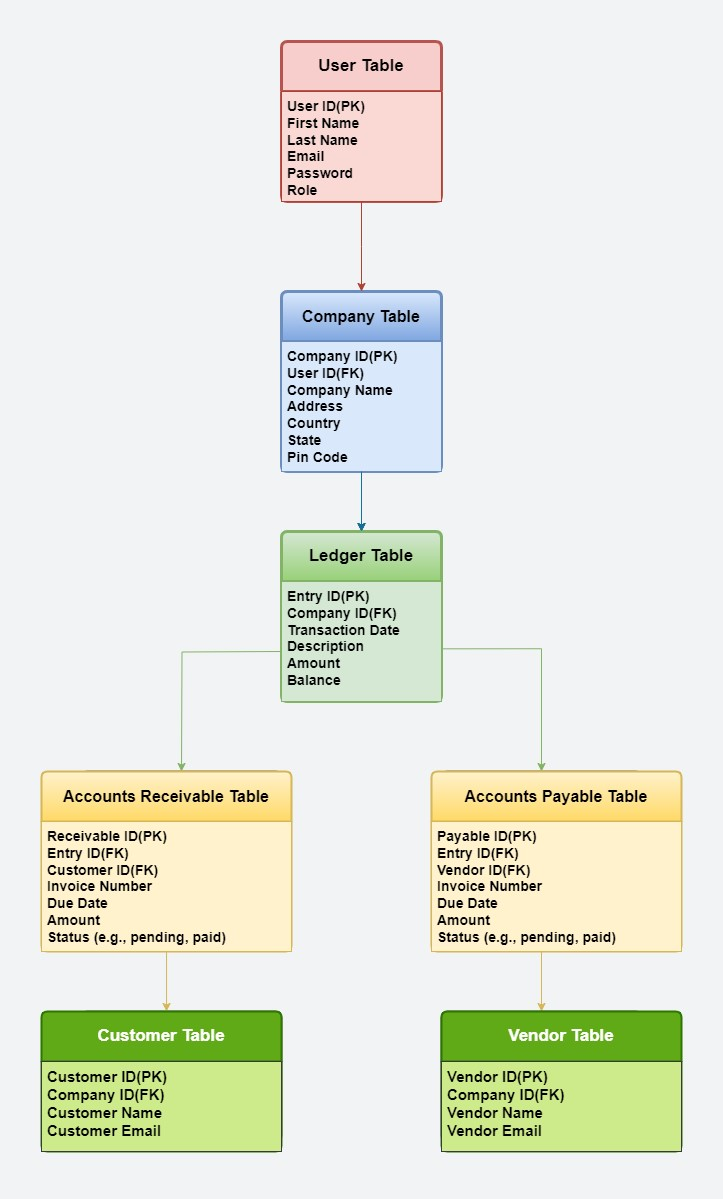 User Table
User ID(PK)
First Name
Last Name
Email
Password
Role
Company Table
Company ID(PK)
User ID(FK)
Company Name
Address
Country
State
Pin Code
Ledger Table
Entry ID(PK)
Company ID(FK)
Transaction Date
Description
Amount
Balance
Accounts Receivable Table
Receivable ID(PK)
Entry ID(FK)
Customer ID(FK)
Invoice Number
Due Date
Amount
Status (e.g., pending, paid)
Accounts Payable Table
Payable ID(PK)
Entry ID(FK)
Vendor ID(FK)
Invoice Number
Due Date
Amount
Status (e.g., pending, paid)
Customer Table
Customer ID(PK)
Company ID(FK)
Customer Name
Customer Email
Vendor Table
Vendor ID(PK)
Company ID(FK)
Vendor Name
Vendor Email